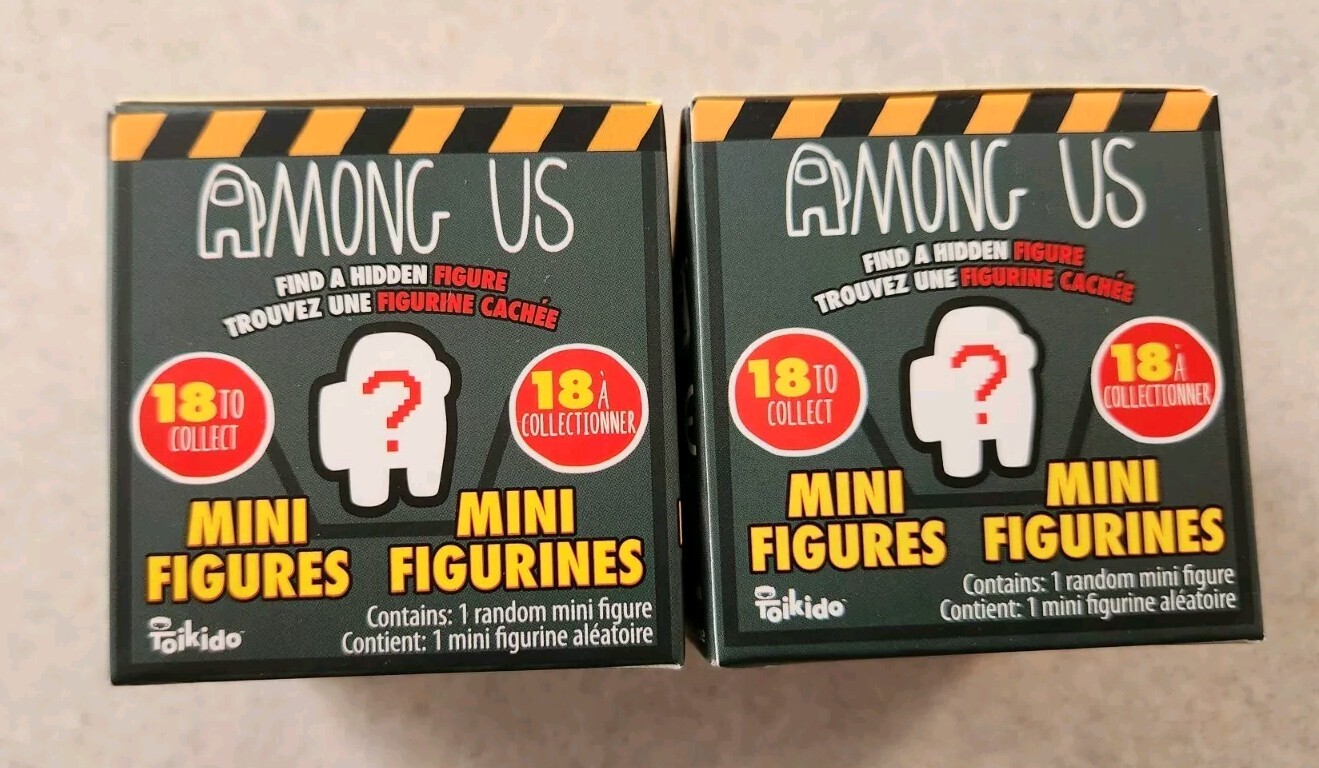 AMONG US
FIND A HIDDEN FIGURE
TROUVEZ UNE FIGURINE CACHÉE
18 TO
COLLECT
?
18 À
COLLECTIONNER
MINI
FIGURES
MINI
FIGURINES
Toikido
Contains: 1 random mini figure
Contient: 1 mini figurine aléatoire
AMONG US
FIND A HIDDEN FIGURE
TROUVEZ UNE FIGURINE CACHÉE
18 TO
COLLECT
?
18 À
COLLECTIONNER
MINI
FIGURES
MINI
FIGURINES
Toikido
Contains: 1 random mini figure
Contient: 1 mini figurine aléatoire